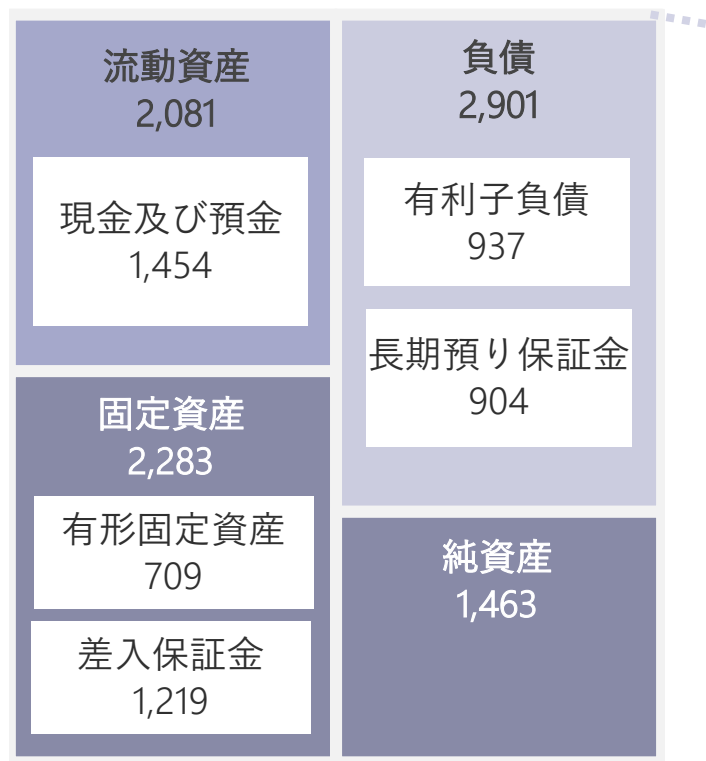 流動資産
2,081
現金及び預金
1,454
固定資産
2,283
有形固定資産
709
差入保証金
1,219
負債
2,901
有利子負債
937
長期預り保証金
904
純資産
1,463